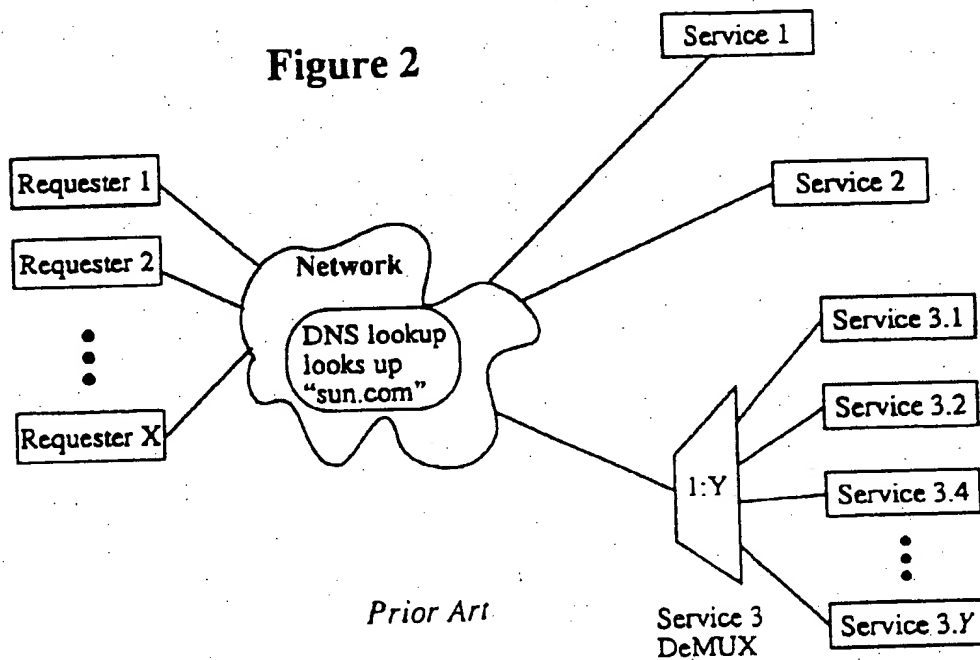 Figure 2
Service 1
Requester 1
Service 2
Requester 2
Network
DNS lookup
looks up
"sun.com"
Service 3.1
Requester X
Service 3.2
1:Y
Service 3.4
Prior Art
Service 3
DeMUX
Service 3.Y